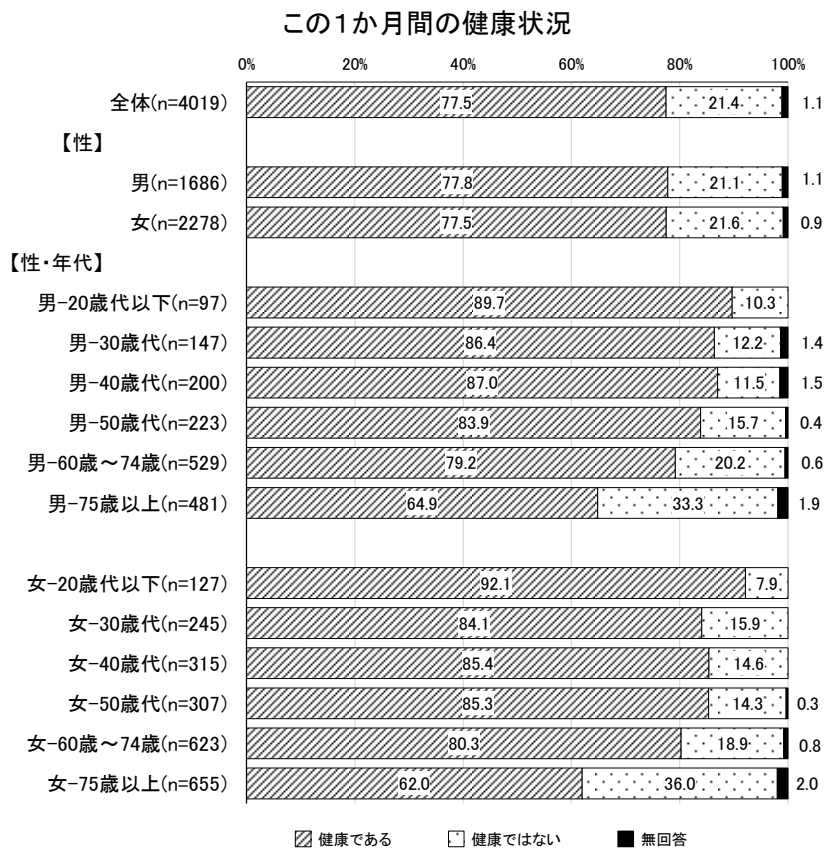 この１か月間の健康状況
0% 20% 40% 60% 80% 100%
全体(n=4019) 77.5 21.4 1.1
【性】
男(n=1686) 77.8 21.1 1.1
女(n=2278) 77.5 21.6 0.9
【性・年代】
男-20歳代以下(n=97) 89.7 10.3
男-30歳代(n=147) 86.4 12.2 1.4
男-40歳代(n=200) 87.0 11.5 1.5
男-50歳代(n=223) 83.9 15.7 0.4
男-60歳～74歳(n=529) 79.2 20.2 0.6
男-75歳以上(n=481) 64.9 33.3 1.9
女-20歳代以下(n=127) 92.1 7.9
女-30歳代(n=245) 84.1 15.9
女-40歳代(n=315) 85.4 14.6
女-50歳代(n=307) 85.3 14.3 0.3
女-60歳～74歳(n=623) 80.3 18.9 0.8
女-75歳以上(n=655) 62.0 36.0 2.0
健康である 健康ではない 無回答